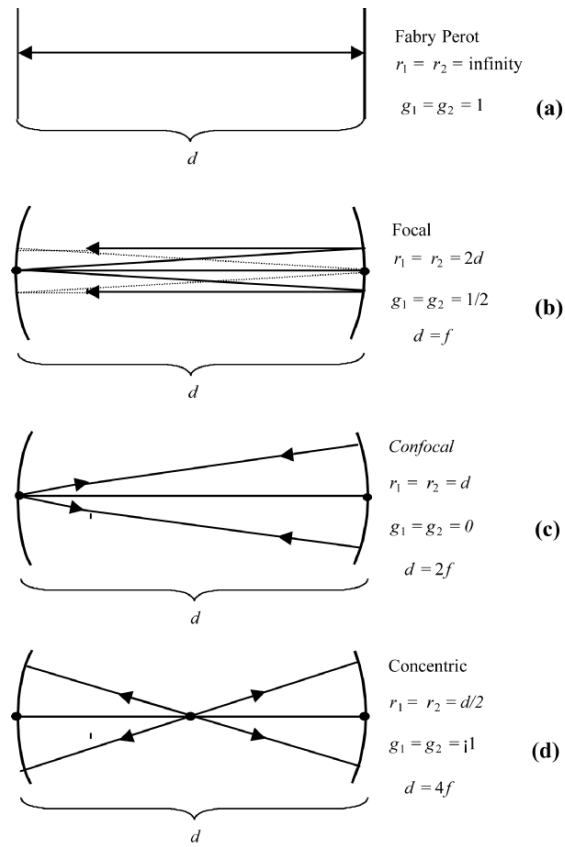 Fabry Perot
r₁ = r₂ = infinity
g₁ = g₂ = 1 (a)
d
Focal
r₁ = r₂ = 2d
g₁ = g₂ = 1/2 (b)
d = f
d
Confocal
r₁ = r₂ = d
g₁ = g₂ = 0 (c)
d = 2f
d
Concentric
r₁ = r₂ = d/2
g₁ = g₂ = ¡1 (d)
d = 4f
d